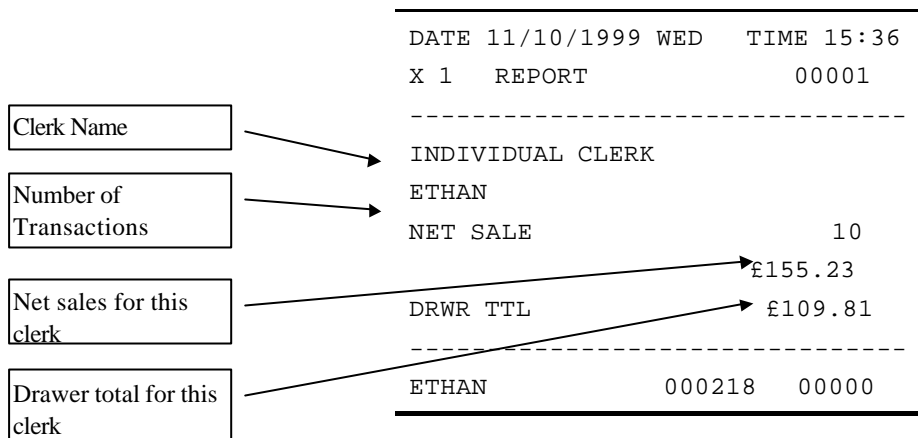 DATE 11/10/1999 WED TIME 15:36
X 1 REPORT 00001
--------------------------------
INDIVIDUAL CLERK
ETHAN
NET SALE 10
£155.23
DRWR TTL £109.81
--------------------------------
ETHAN 000218 00000
Clerk Name
Number of
Transactions
Net sales for this
clerk
Drawer total for this
clerk